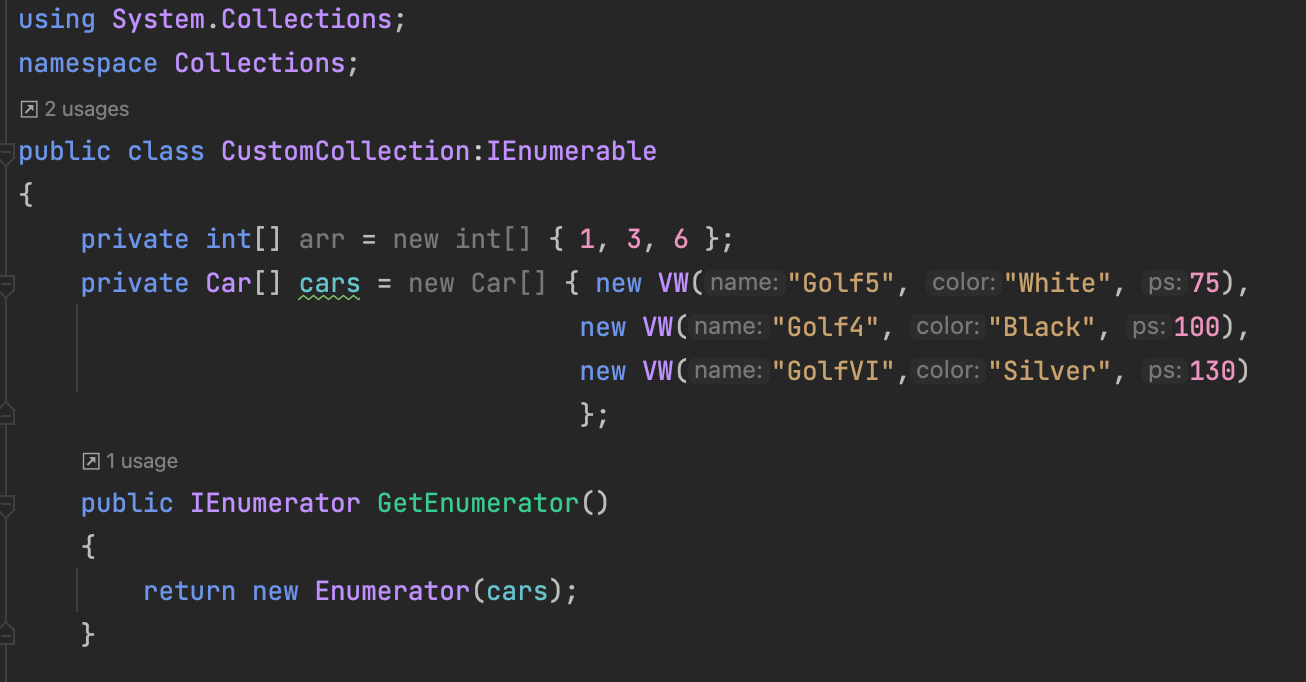 using System.Collections;
namespace Collections;
2 usages
public class CustomCollection:IEnumerable
{
    private int[] arr = new int[] { 1, 3, 6 };
    private Car[] cars = new Car[] { new VW(name:"Golf5", color:"White", ps:75),
                                    new VW(name:"Golf4", color:"Black", ps:100),
                                    new VW(name:"GolfVI",color:"Silver", ps:130)
                                    };
    1 usage
    public IEnumerator GetEnumerator()
    {
        return new Enumerator(cars);
    }